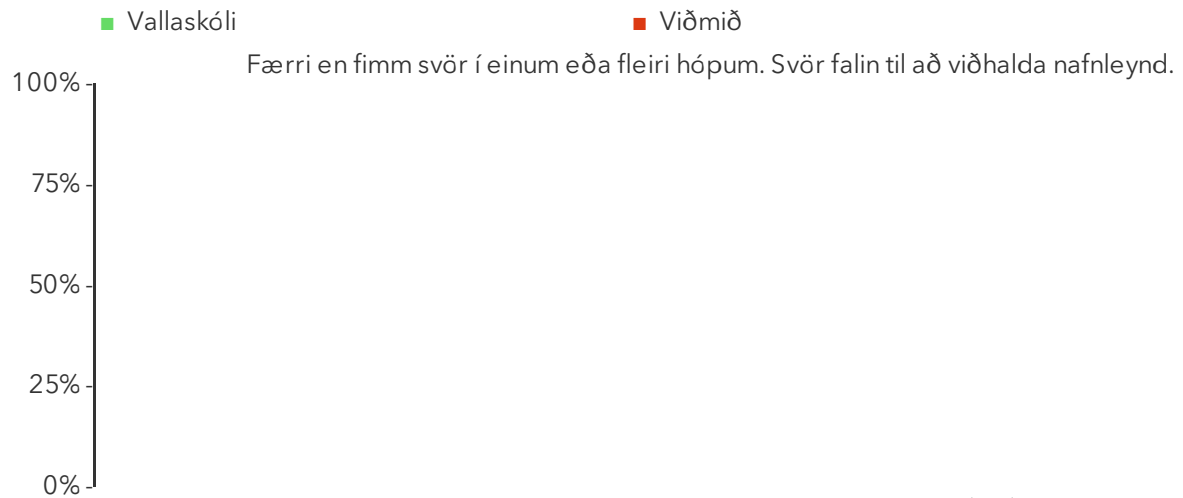 Vallaskóli Viðmið
Færri en fimm svör í einum eða fleiri hópum. Svör falin til að viðhalda nafnleynd.
100%
75%
50%
25%
0%